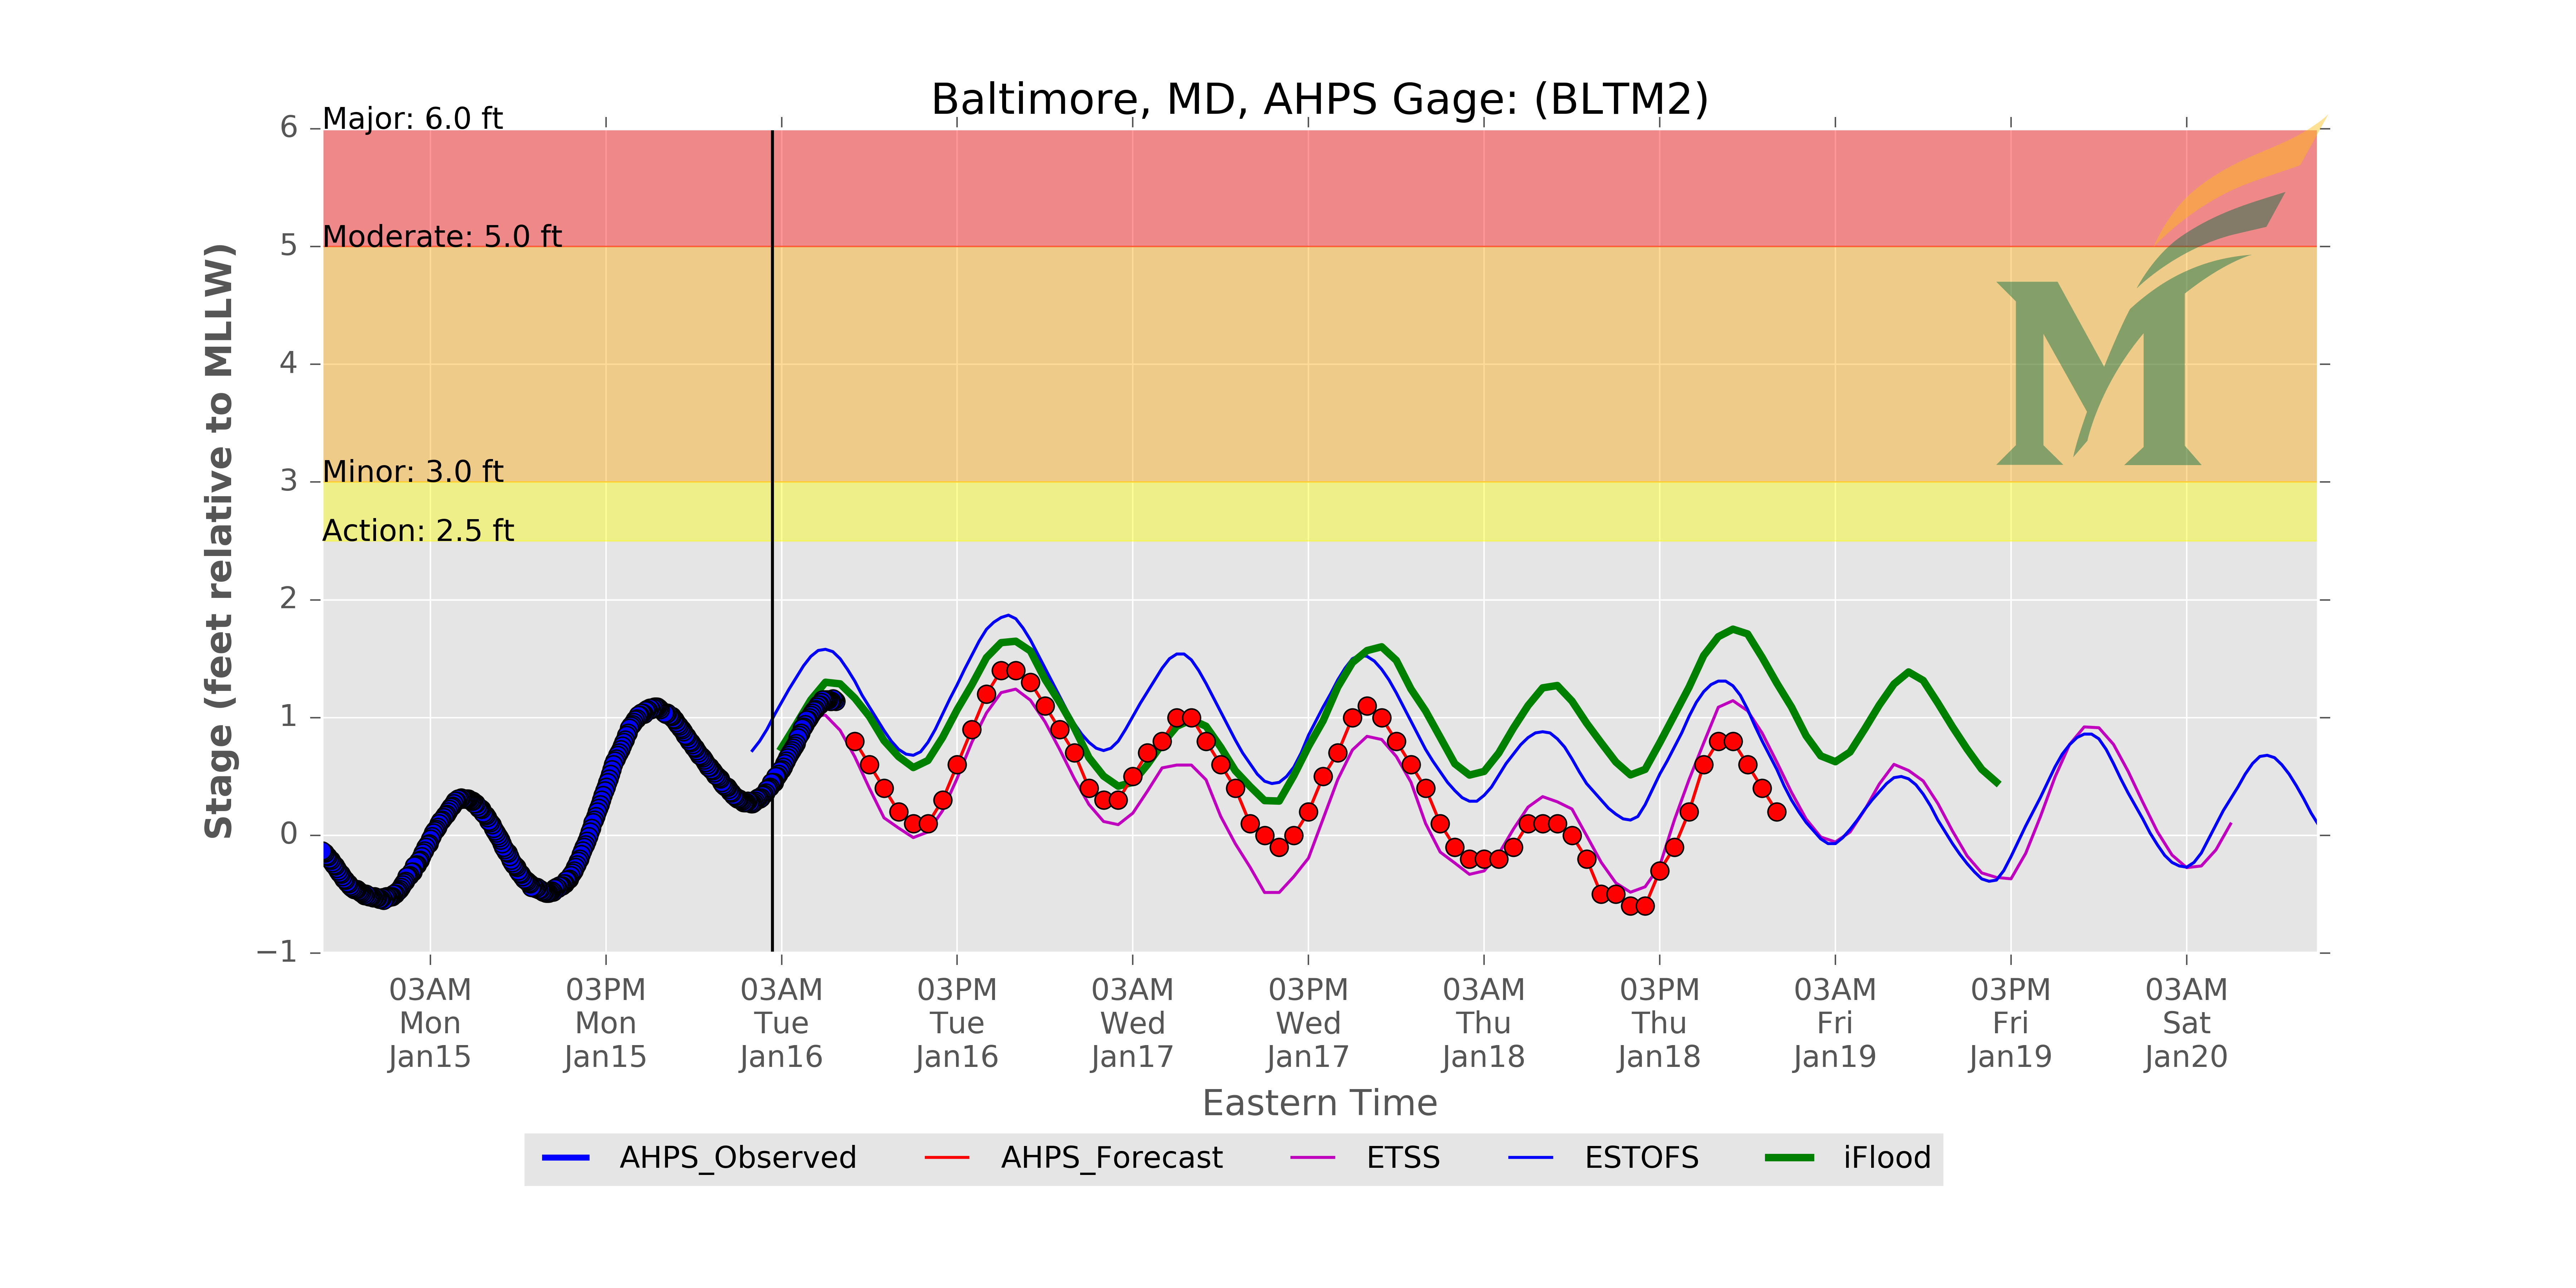 Baltimore, MD, AHPS Gage: (BLTM2)
Major: 6.0 ft
Moderate: 5.0 ft
Minor: 3.0 ft
Action: 2.5 ft
6
5
4
3
2
1
0
−1
Stage (feet relative to MLLW)
M
03AM Mon Jan15
03PM Mon Jan15
03AM Tue Jan16
03PM Tue Jan16
03AM Wed Jan17
03PM Wed Jan17
03AM Thu Jan18
03PM Thu Jan18
03AM Fri Jan19
03PM Fri Jan19
03AM Sat Jan20
Eastern Time
AHPS_Observed AHPS_Forecast ETSS ESTOFS iFlood